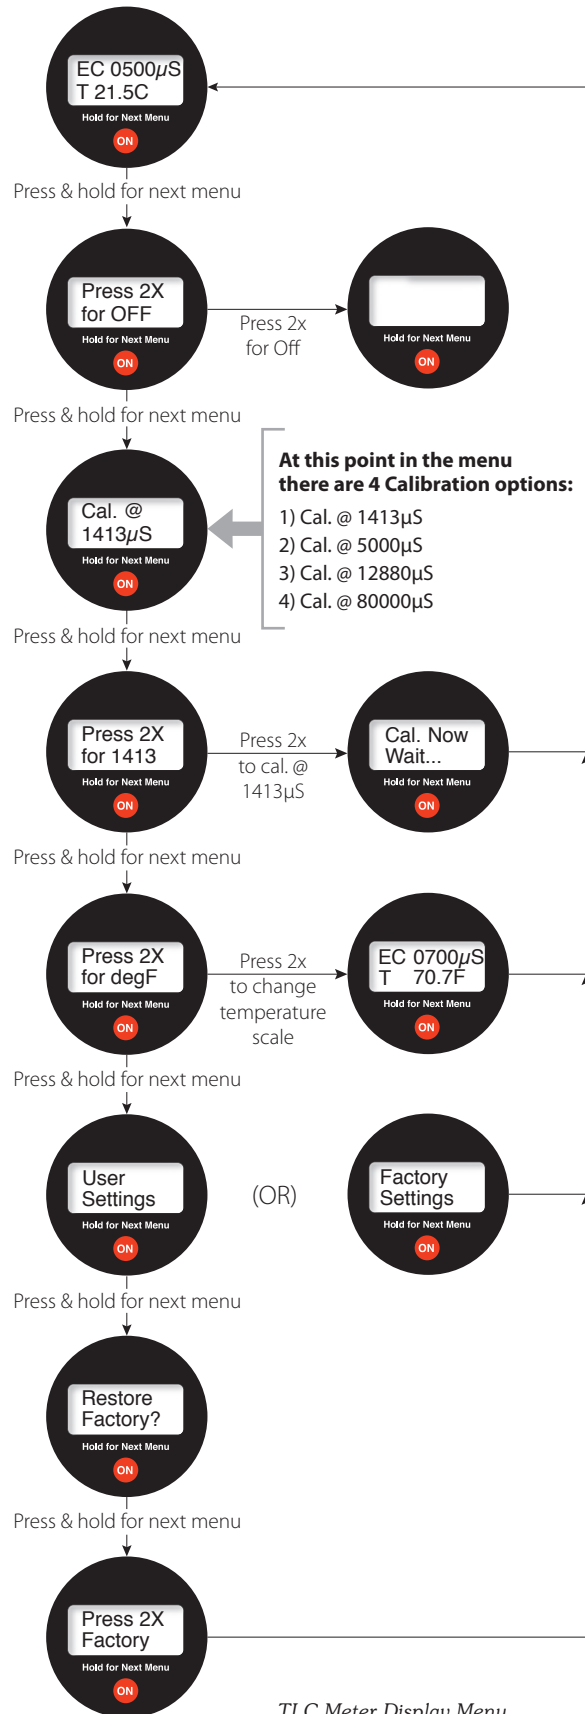 EC 0500µS
T 21.5C
Hold for Next Menu
ON
Press & hold for next menu
Press 2X
for OFF
Hold for Next Menu
ON
Press 2x
for Off
Hold for Next Menu
ON
Press & hold for next menu
Cal. @
1413µS
Hold for Next Menu
ON
At this point in the menu
there are 4 Calibration options:
1) Cal. @ 1413µS
2) Cal. @ 5000µS
3) Cal. @ 12880µS
4) Cal. @ 80000µS
Press & hold for next menu
Press 2X
for 1413
Hold for Next Menu
ON
Press 2x
to cal. @
1413µS
Cal. Now
Wait...
Hold for Next Menu
ON
Press & hold for next menu
Press 2X
for degF
Hold for Next Menu
ON
Press 2x
to change
temperature
scale
EC 0700µS
T 70.7F
Hold for Next Menu
ON
Press & hold for next menu
User
Settings
Hold for Next Menu
ON
(OR)
Factory
Settings
Hold for Next Menu
ON
Press & hold for next menu
Restore
Factory?
Hold for Next Menu
ON
Press & hold for next menu
Press 2X
Factory
Hold for Next Menu
ON
TLC Meter Display Menu